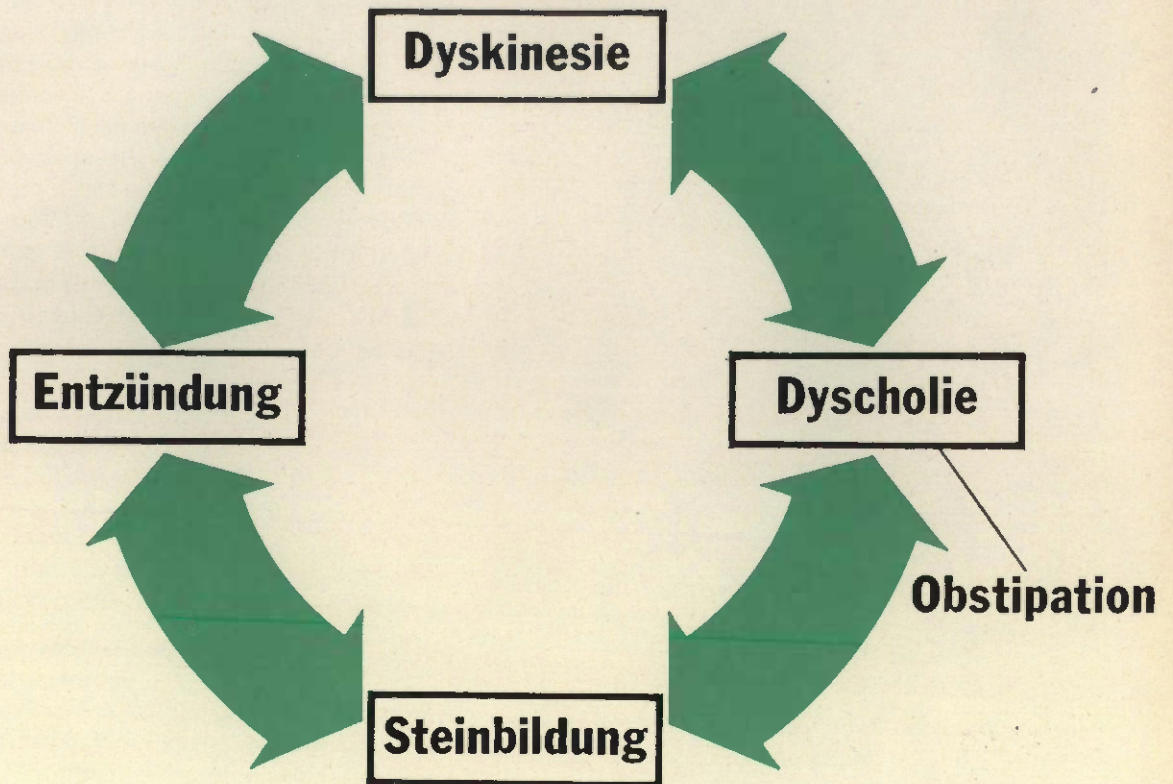 Dyskinesie
Entzündung
Dyscholie
Obstipation
Steinbildung